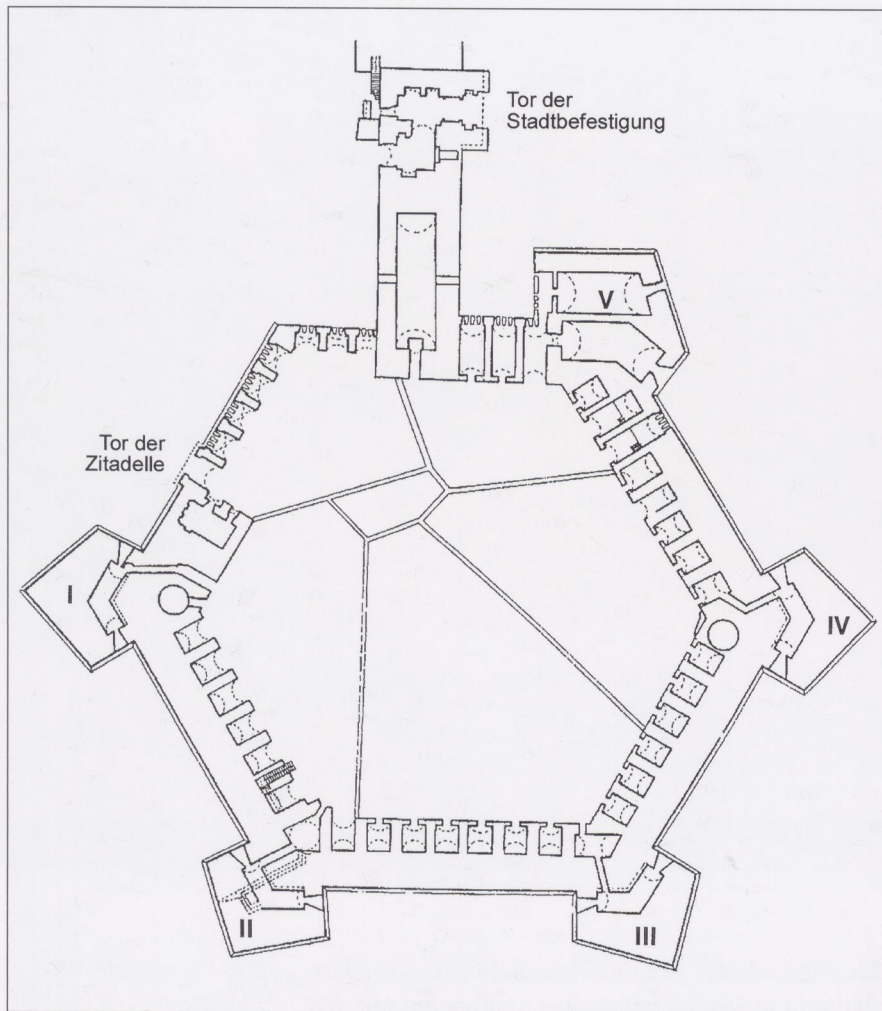 Tor der
Stadtbefestigung
V
Tor der
Zitadelle
I
IV
II
III